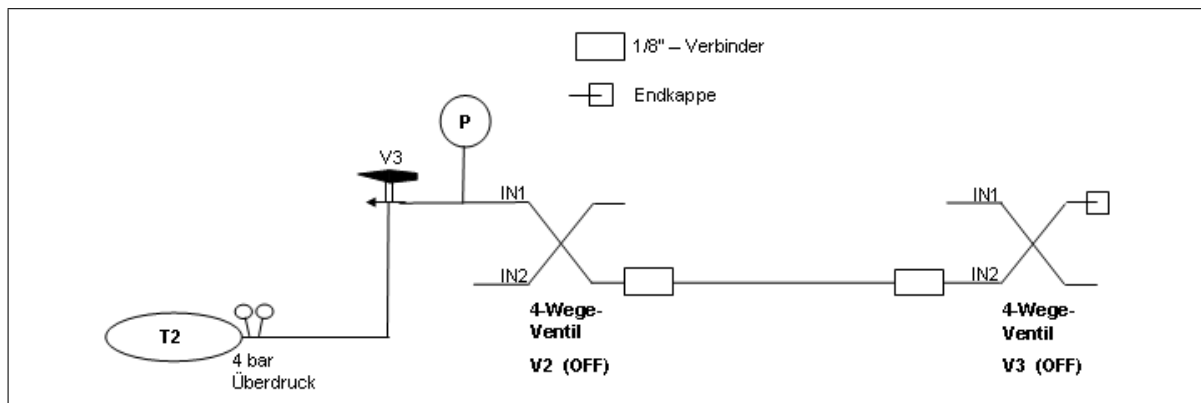 1/8" – Verbinder
Endkappe
P
V3
IN1
IN1
IN2
IN2
T2
4 bar
Überdruck
4-Wege-
Ventil
V2 (OFF)
4-Wege-
Ventil
V3 (OFF)